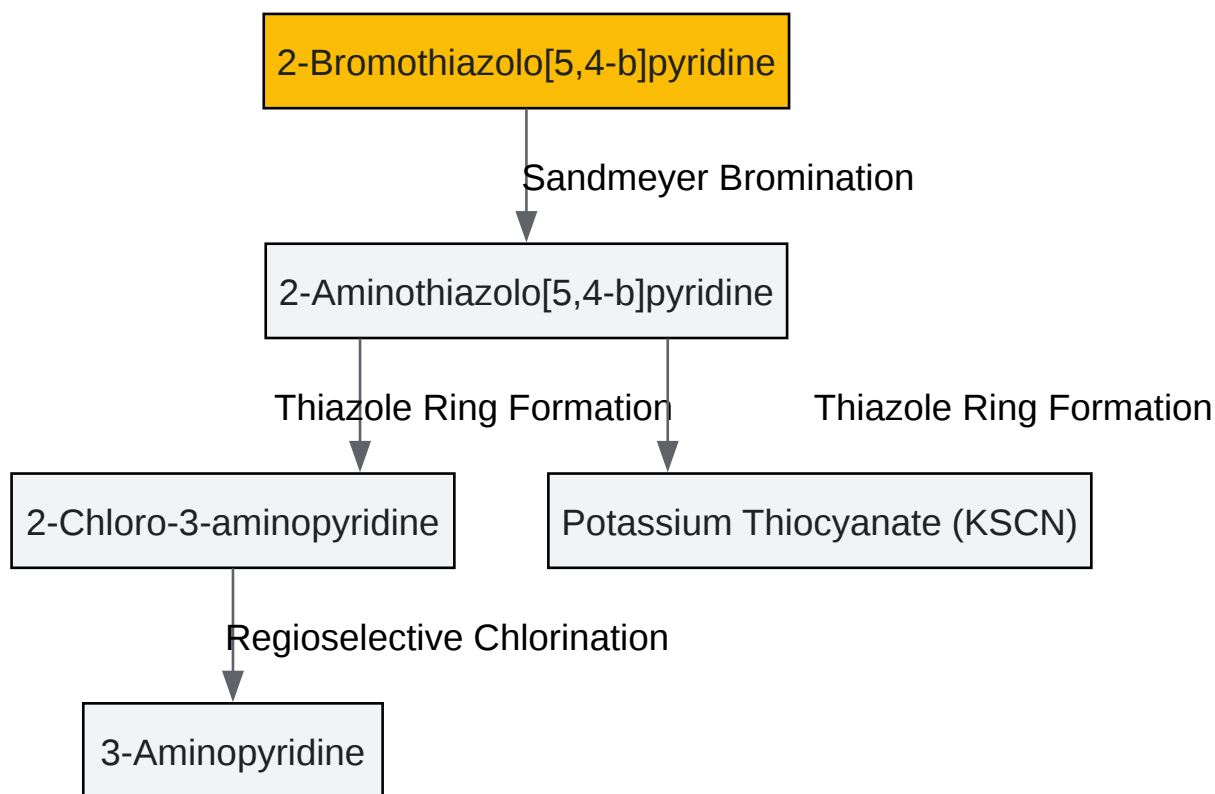 2-Bromothiazolo[5,4-b]pyridine
Sandmeyer Bromination
2-Aminothiazolo[5,4-b]pyridine
Thiazole Ring Formation
Thiazole Ring Formation
2-Chloro-3-aminopyridine
Potassium Thiocyanate (KSCN)
Regioselective Chlorination
3-Aminopyridine